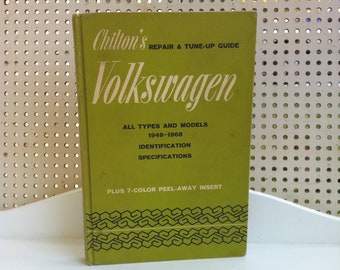 Chilton's REPAIR & TUNE-UP GUIDE
Volkswagen
ALL TYPES AND MODELS
1949-1968
IDENTIFICATION
SPECIFICATIONS
PLUS 7-COLOR PEEL-AWAY INSERT